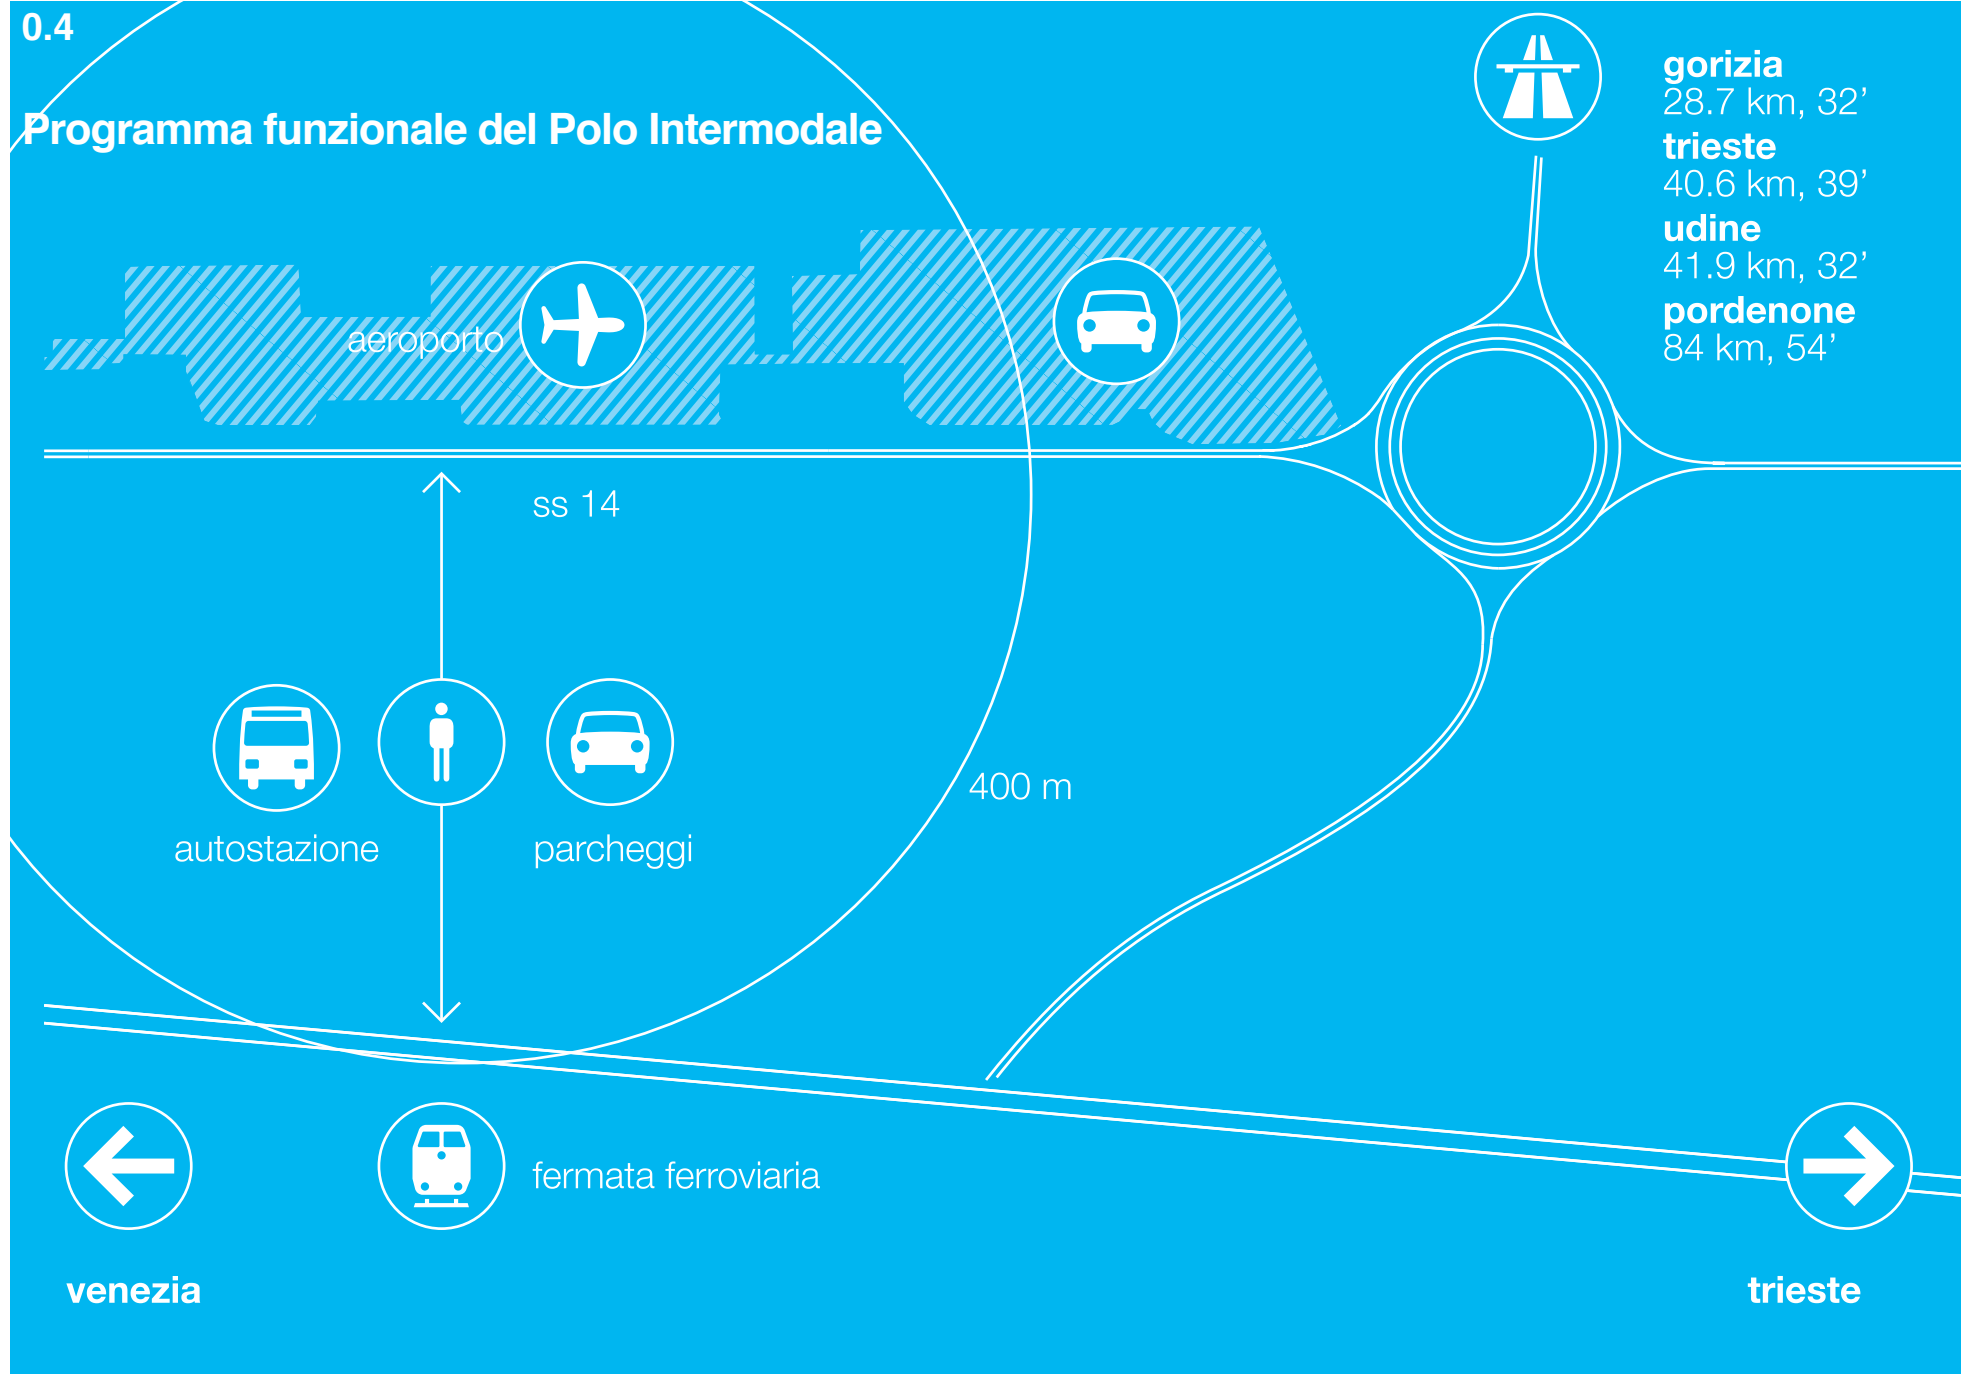 0.4
Programma funzionale del Polo Intermodale
gorizia
28.7 km, 32’
trieste
40.6 km, 39’
udine
41.9 km, 32’
pordenone
84 km, 54’
aeroporto
ss 14
400 m
autostazione
parcheggi
fermata ferroviaria
venezia
trieste